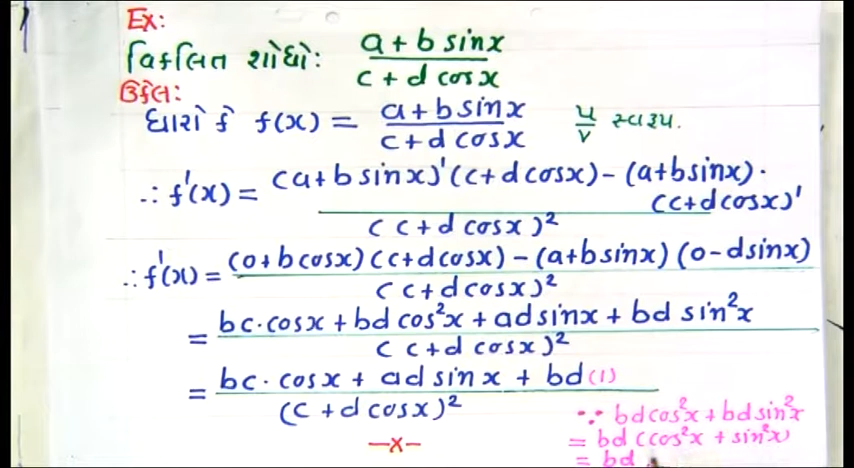 Ex:
વિકલિત શોધો: (a + b sinx)/(c + d cosx)
ઉકેલ:
ધારો કે f(x) = (a + b sinx)/(c + d cosx) u/v સ્વરૂપ.
∴ f'(x) = ((a + b sinx)'(c + d cosx) – (a + b sinx) · (c + d cosx)')/(c + d cosx)²
∴ f'(x) = ((0 + b cosx)(c + d cosx) – (a + b sinx)(0 – d sinx))/(c + d cosx)²
= (bc · cosx + bd cos²x + ad sinx + bd sin²x)/(c + d cosx)²
= (bc · cosx + ad sinx + bd (1))/(c + d cosx)²
—x—
∵ bd cos²x + bd sin²x
= bd (cos²x + sin²x)
= bd